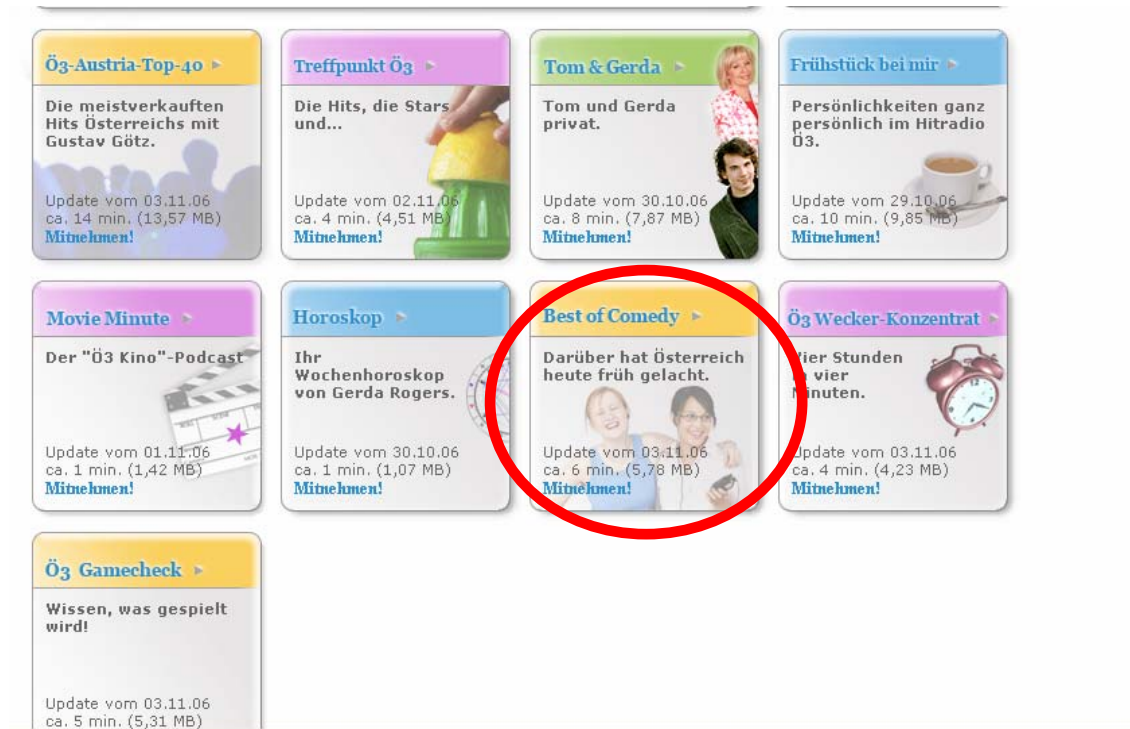 Ö3-Austria-Top-40
Die meistverkauften
Hits Österreichs mit
Gustav Götz.
Update vom 03.11.06
ca. 14 min. (13,57 MB)
Mitnehmen!
Treffpunkt Ö3
Die Hits, die Stars
und...
Update vom 02.11.06
ca. 4 min. (4,51 MB)
Mitnehmen!
Tom & Gerda
Tom und Gerda
privat.
Update vom 30.10.06
ca. 8 min. (7,87 MB)
Mitnehmen!
Frühstück bei mir
Persönlichkeiten ganz
persönlich im Hitradio
Ö3.
Update vom 29.10.06
ca. 10 min. (9,85 MB)
Mitnehmen!
Movie Minute
Der "Ö3 Kino"-Podcast
Update vom 01.11.06
ca. 1 min. (1,42 MB)
Mitnehmen!
Horoskop
Ihr
Wochenhoroskop
von Gerda Rogers.
Update vom 30.10.06
ca. 1 min. (1,07 MB)
Mitnehmen!
Best of Comedy
Darüber hat Österreich
heute früh gelacht.
Update vom 03.11.06
ca. 6 min. (5,78 MB)
Mitnehmen!
Ö3 Wecker-Konzentrat
Vier Stunden
in vier
Minuten.
Update vom 03.11.06
ca. 4 min. (4,23 MB)
Mitnehmen!
Ö3 Gamecheck
Wissen, was gespielt
wird!
Update vom 03.11.06
ca. 5 min. (5,31 MB)